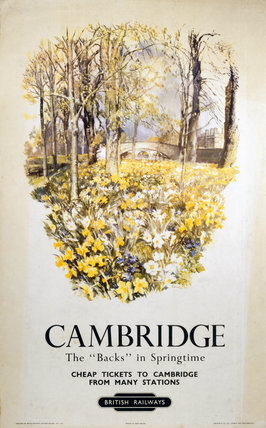 CAMBRIDGE
The "Backs" in Springtime
CHEAP TICKETS TO CAMBRIDGE
FROM MANY STATIONS
BRITISH RAILWAYS